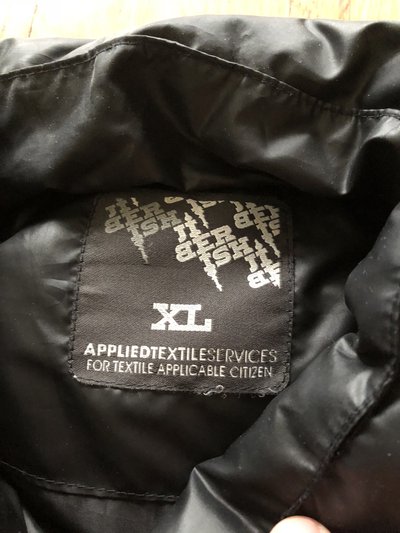 XL
APPLIEDTEXTILESERVICES
FOR TEXTILE APPLICABLE CITIZEN